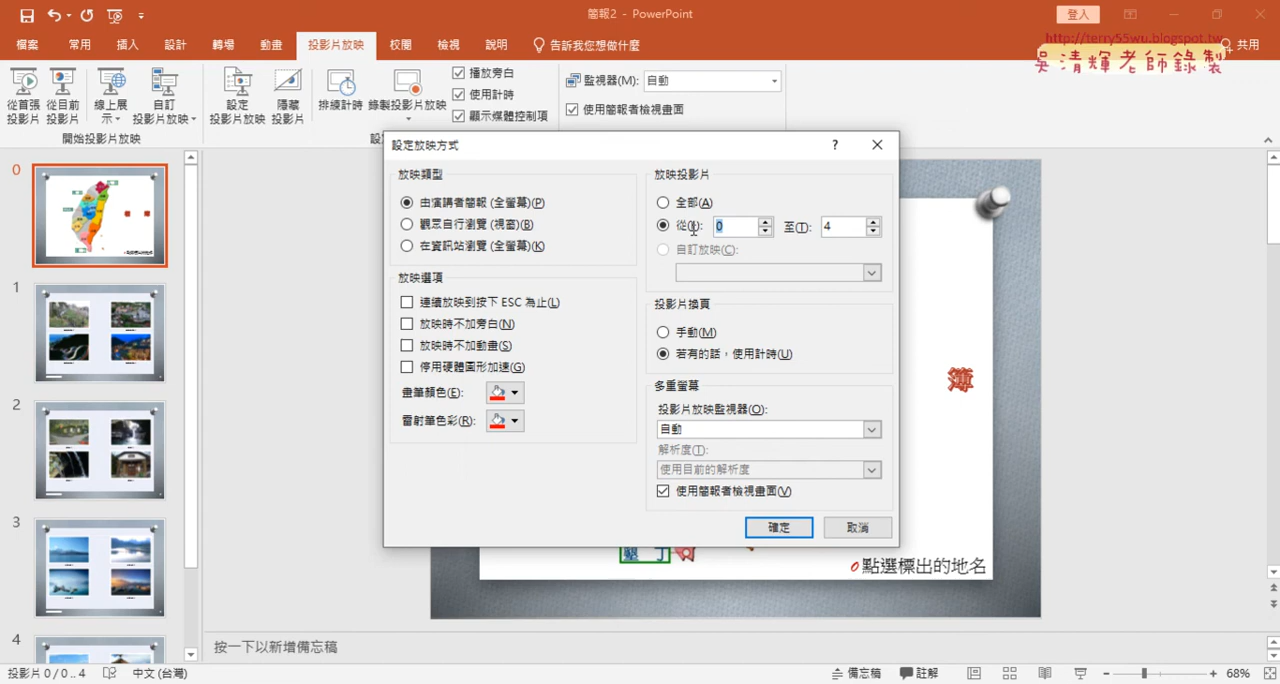 簡報2 - PowerPoint
登入
http://terry55wu.blogspot.tw
吳清輝老師錄製
檔案 常用 插入 設計 轉場 動畫 投影片放映 校閱 檢視 說明 告訴我您想做什麼 共用
從首張投影片
從目前投影片
線上展示
自訂投影片放映
開始投影片放映
設定投影片放映
隱藏投影片
排練計時
錄製投影片放映
播放旁白
使用計時
顯示媒體控制項
監視器(M): 自動
使用簡報者檢視畫面
設定放映方式
放映類型
由演講者簡報 (全螢幕)(P)
觀眾自行瀏覽 (視窗)(B)
在資訊站瀏覽 (全螢幕)(K)
放映選項
連續放映到按下 ESC 為止(L)
放映時不加旁白(N)
放映時不加動畫(S)
停用硬體圖形加速(G)
畫筆顏色(E):
雷射筆色彩(R):
放映投影片
全部(A)
從(F): 0 至(T): 4
自訂放映(C):
投影片換頁
手動(M)
若有的話，使用計時(U)
多重螢幕
投影片放映監視器(O):
自動
解析度(T):
使用目前的解析度
使用簡報者檢視畫面(V)
確定 取消
0
1
2
3
4
簿
墾丁
點選標出的地名
按一下以新增備忘稿
投影片 0 / 0 .. 4 中文 (台灣) 備忘稿 註解 68%